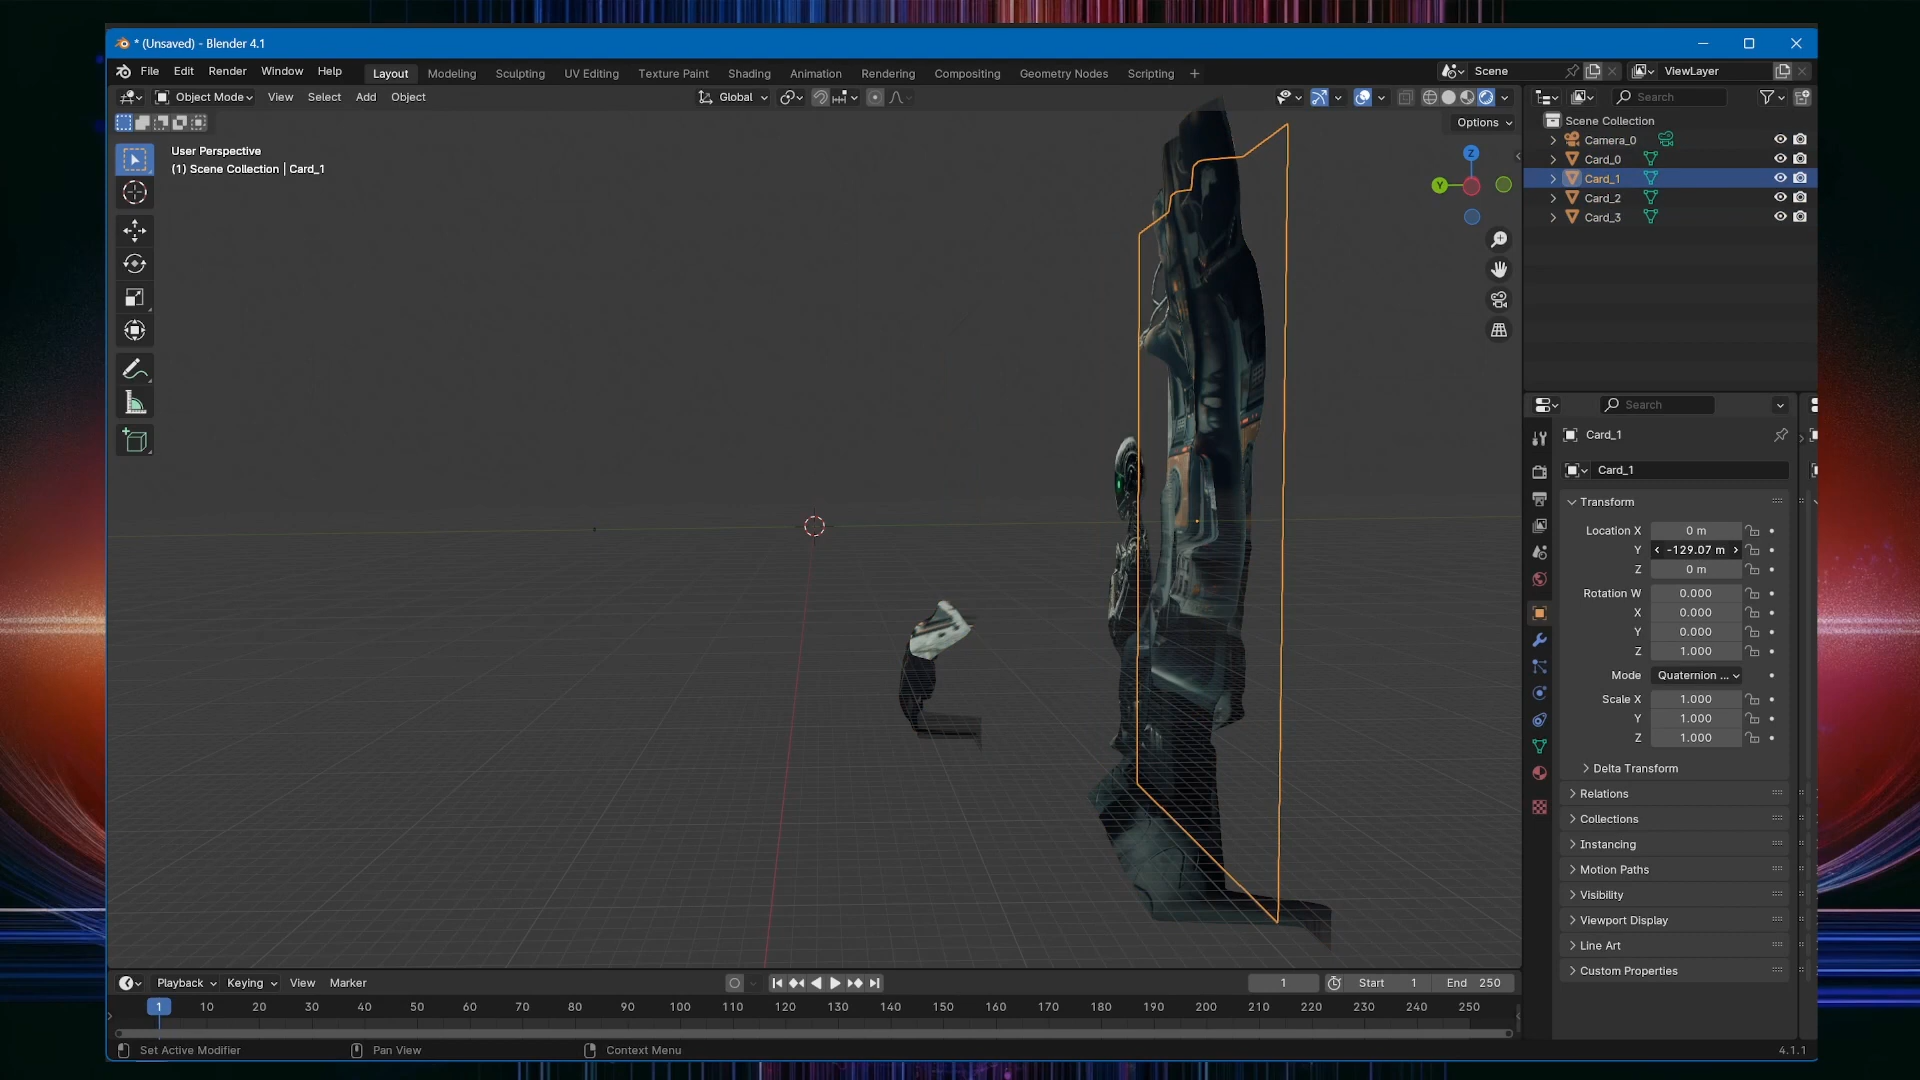 * (Unsaved) - Blender 4.1
File Edit Render Window Help
Layout Modeling Sculpting UV Editing Texture Paint Shading Animation Rendering Compositing Geometry Nodes Scripting +
Scene
ViewLayer
Object Mode View Select Add Object
Global
Search
Options
User Perspective
(1) Scene Collection | Card_1
Z
Y
Scene Collection
Camera_0
Card_0
Card_1
Card_2
Card_3
Search
Card_1
Card_1
Transform
Location X 0 m
Y -129.07 m
Z 0 m
Rotation W 0.000
X 0.000
Y 0.000
Z 1.000
Mode Quaternion ...
Scale X 1.000
Y 1.000
Z 1.000
Delta Transform
Relations
Collections
Instancing
Motion Paths
Visibility
Viewport Display
Line Art
Custom Properties
Playback Keying View Marker
1 Start 1 End 250
1 10 20 30 40 50 60 70 80 90 100 110 120 130 140 150 160 170 180 190 200 210 220 230 240 250
Set Active Modifier Pan View Context Menu
4.1.1